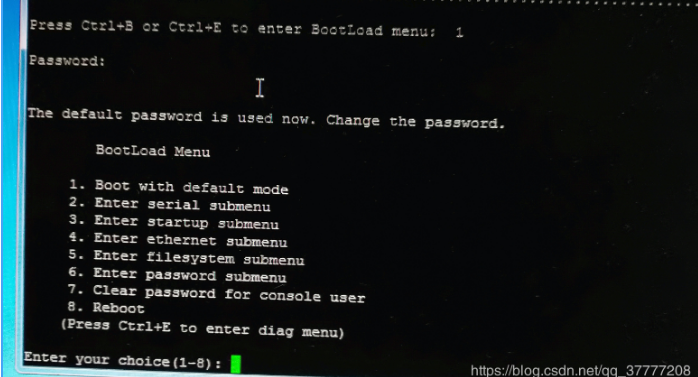 Press Ctrl+B or Ctrl+E to enter BootLoad menu: 1
Password:
The default password is used now. Change the password.
BootLoad Menu
1. Boot with default mode
2. Enter serial submenu
3. Enter startup submenu
4. Enter ethernet submenu
5. Enter filesystem submenu
6. Enter password submenu
7. Clear password for console user
8. Reboot
(Press Ctrl+E to enter diag menu)
Enter your choice(1-8):
https://blog.csdn.net/qq_37777208